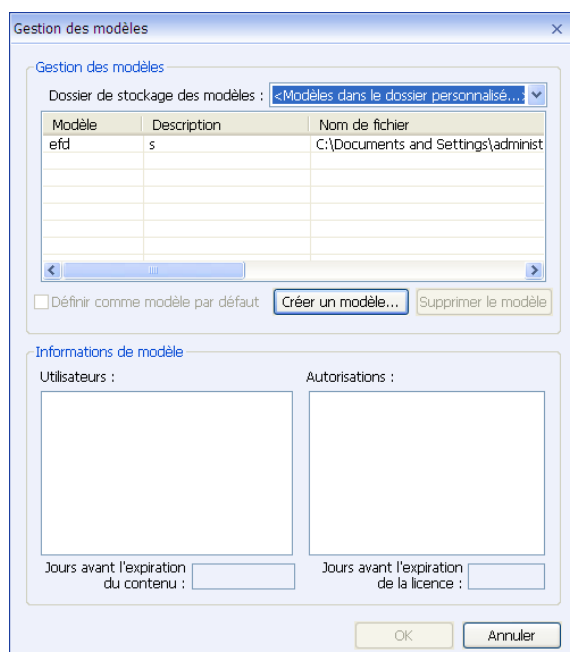 Gestion des modèles
Gestion des modèles
Dossier de stockage des modèles : <Modèles dans le dossier personnalisé...>
Modèle Description Nom de fichier
efd s C:\Documents and Settings\administ
Définir comme modèle par défaut Créer un modèle... Supprimer le modèle
Informations de modèle
Utilisateurs : Autorisations :
Jours avant l'expiration du contenu : Jours avant l'expiration de la licence :
OK Annuler